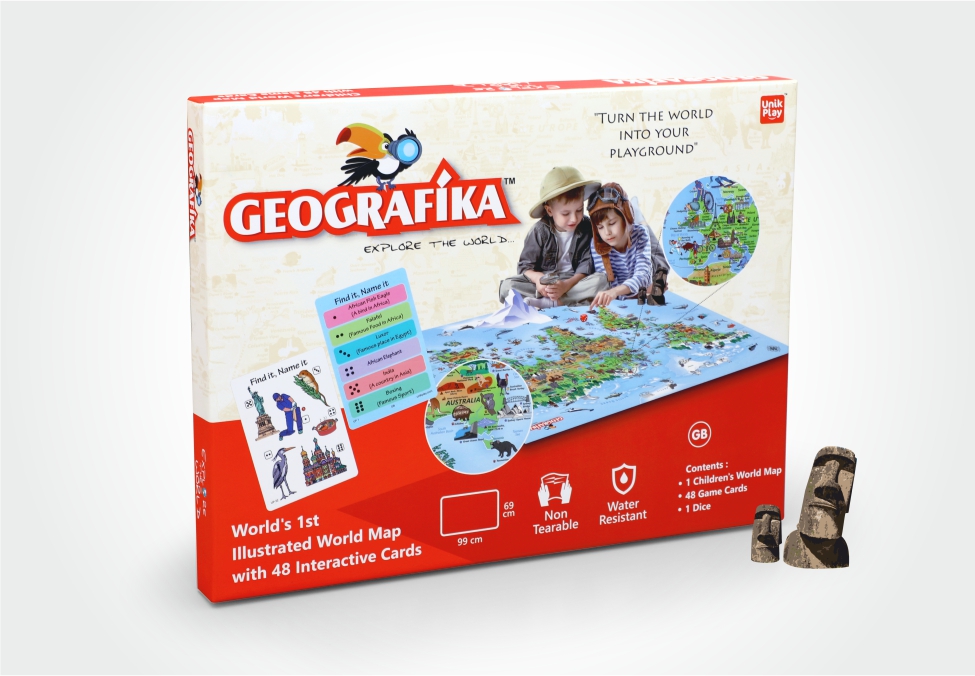 GEOGRAFIKA
Unik
Play
"TURN THE WORLD
INTO YOUR
PLAYGROUND"
GEOGRAFÍKA™
EXPLORE THE WORLD...
GEOGRAFIKA
Find it, Name it
African Fish Eagle
(A bird in Africa)
Falafel
(Famous Food in Africa)
Luxor
(Famous place in Egypt)
African Elephant
India
(A country in Asia)
Boxing
(Famous Sport)
Find it, Name it
AUSTRALIA
GB
Contents :
• 1 Children's World Map
• 48 Game Cards
• 1 Dice
69
cm
99 cm
Non
Tearable
Water
Resistant
World's 1st
Illustrated World Map
with 48 Interactive Cards